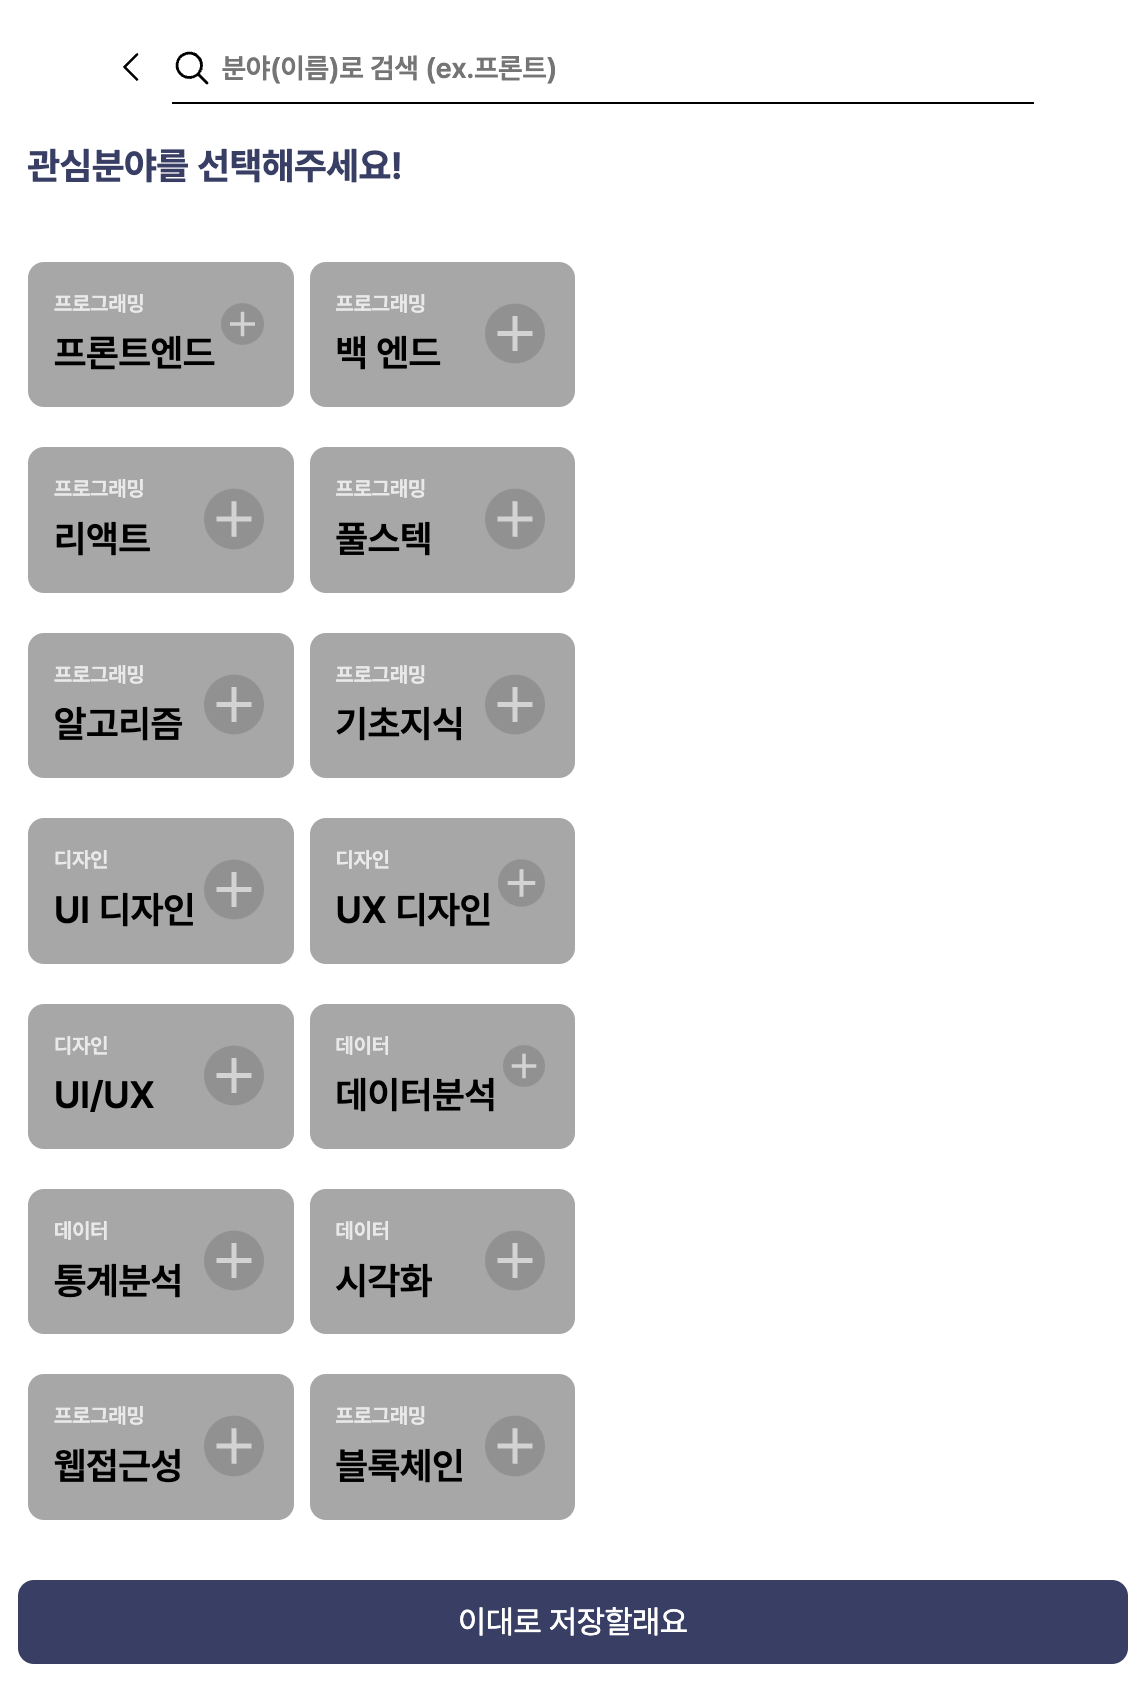 분야(이름)로 검색 (ex.프론트)
관심분야를 선택해주세요!
프로그래밍
프론트엔드
프로그래밍
백 엔드
프로그래밍
리액트
프로그래밍
풀스텍
프로그래밍
알고리즘
프로그래밍
기초지식
디자인
UI 디자인
디자인
UX 디자인
디자인
UI/UX
데이터
데이터분석
데이터
통계분석
데이터
시각화
프로그래밍
웹접근성
프로그래밍
블록체인
이대로 저장할래요